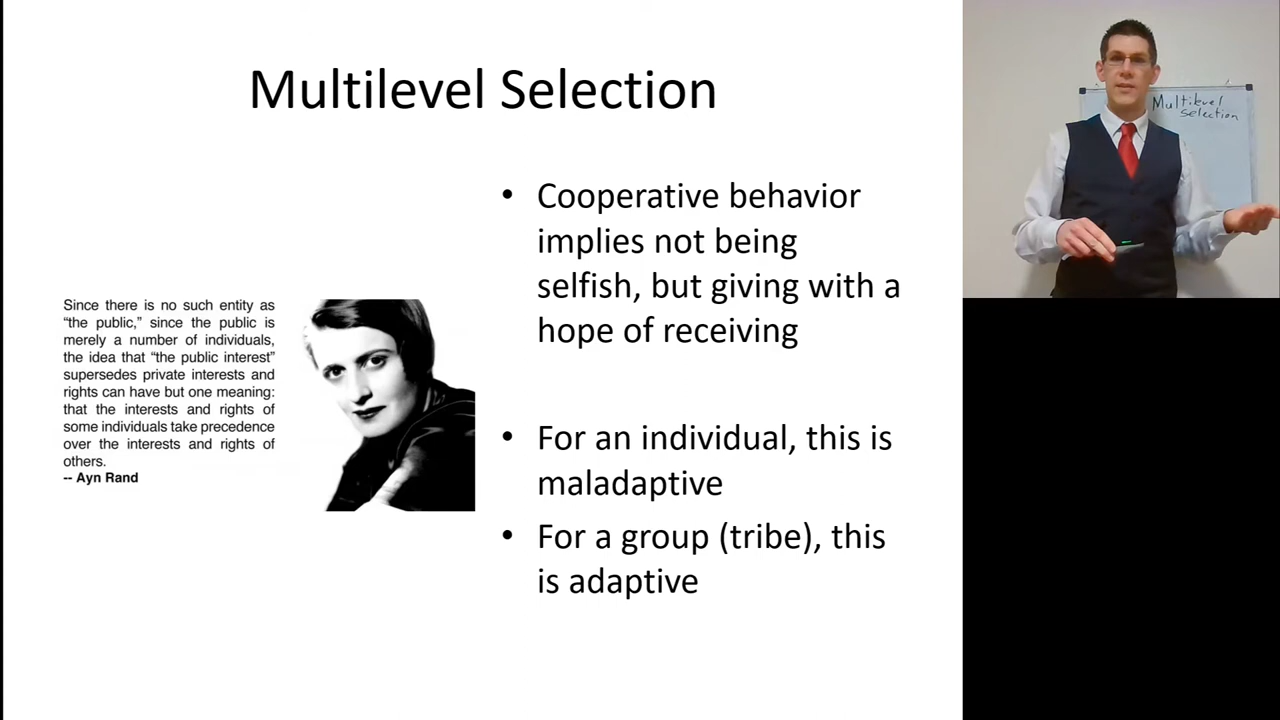 Multilevel Selection
Since there is no such entity as
“the public,” since the public is
merely a number of individuals,
the idea that “the public interest”
supersedes private interests and
rights can have but one meaning:
that the interests and rights of
some individuals take precedence
over the interests and rights of
others.
-- Ayn Rand
• Cooperative behavior
implies not being
selfish, but giving with a
hope of receiving
• For an individual, this is
maladaptive
• For a group (tribe), this
is adaptive
Multilevel
selection